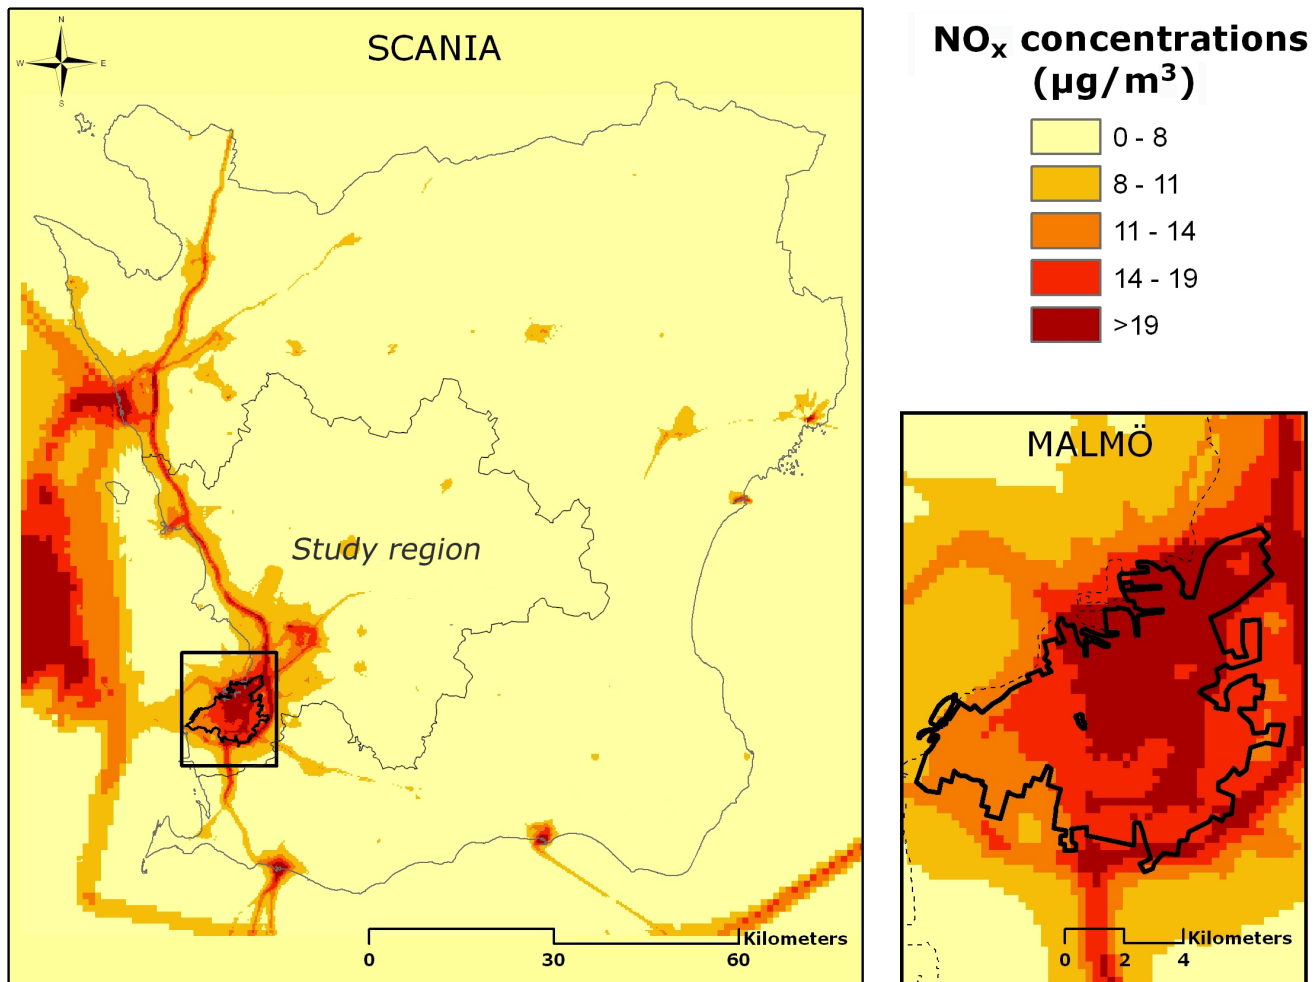 N
W E
S
SCANIA
Study region
0 30 60
Kilometers
NOx concentrations
(µg/m³)
0 - 8
8 - 11
11 - 14
14 - 19
>19
MALMÖ
0 2 4
Kilometers